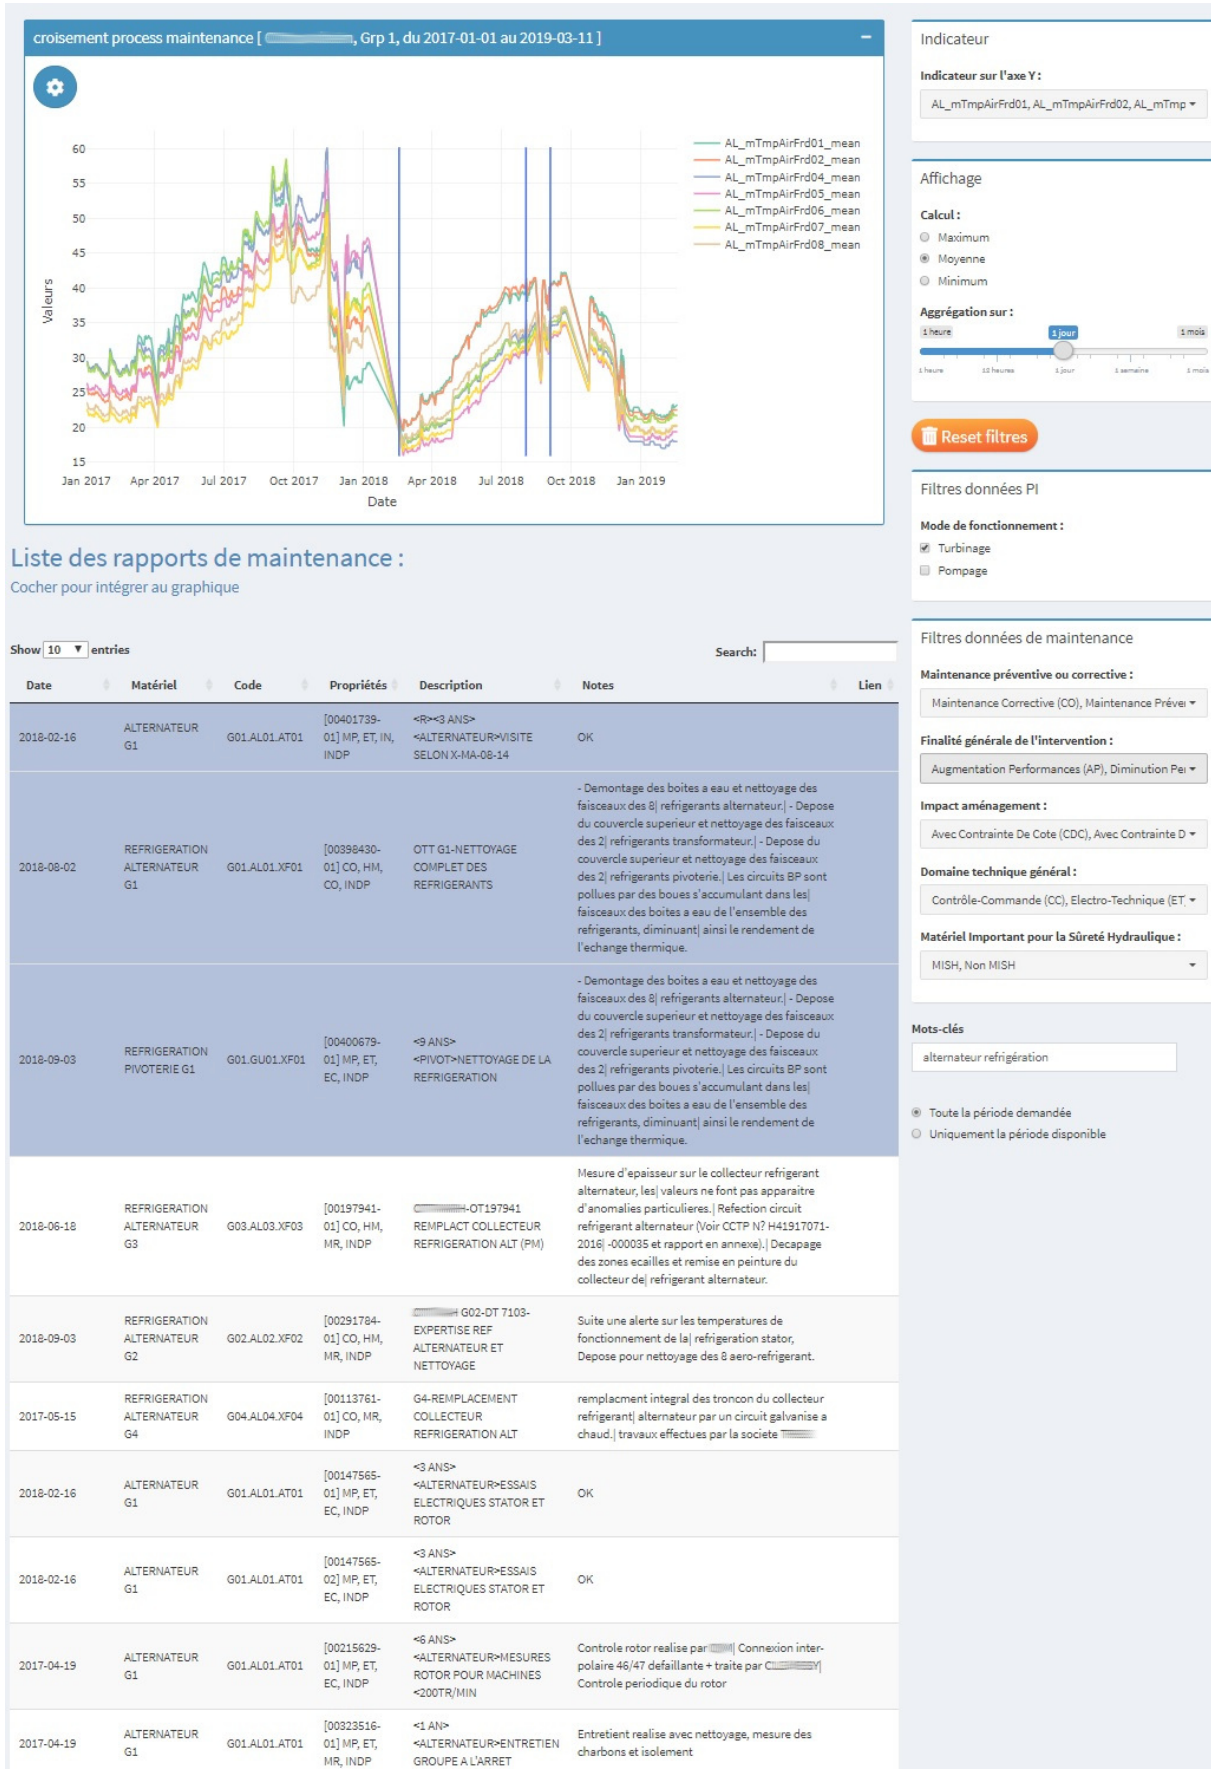 croisement process maintenance [ , Grp 1, du 2017-01-01 au 2019-03-11 ]
60
55
50
45
40
35
30
25
20
15
Valeurs
Jan 2017 Apr 2017 Jul 2017 Oct 2017 Jan 2018 Apr 2018 Jul 2018 Oct 2018 Jan 2019
Date
AL_mTmpAirFrd01_mean
AL_mTmpAirFrd02_mean
AL_mTmpAirFrd04_mean
AL_mTmpAirFrd05_mean
AL_mTmpAirFrd06_mean
AL_mTmpAirFrd07_mean
AL_mTmpAirFrd08_mean
Indicateur
Indicateur sur l'axe Y :
AL_mTmpAirFrd01, AL_mTmpAirFrd02, AL_mTmp
Affichage
Calcul :
Maximum
Moyenne
Minimum
Aggrégation sur :
1 heure 1 jour 1 mois
1 heure 12 heures 1 jour 1 semaine 1 mois
Reset filtres
Filtres données PI
Mode de fonctionnement :
Turbinage
Pompage
Filtres données de maintenance
Maintenance préventive ou corrective :
Maintenance Corrective (CO), Maintenance Préver
Finalité générale de l'intervention :
Augmentation Performances (AP), Diminution Per
Impact aménagement :
Avec Contrainte De Cote (CDC), Avec Contrainte D
Domaine technique général :
Contrôle-Commande (CC), Electro-Technique (ET)
Matériel Important pour la Sûreté Hydraulique :
MISH, Non MISH
Mots-clés
alternateur refrigération
Toute la période demandée
Uniquement la période disponible
Liste des rapports de maintenance :
Cocher pour intégrer au graphique
Show 10 entries
Search:
Date Matériel Code Propriétés Description Notes Lien
2018-02-16
ALTERNATEUR
G1
G01.AL01.AT01
[00401739-
01] MP, ET, IN,
INDP
<R><3 ANS>
<ALTERNATEUR>VISITE
SELON X-MA-08-14
OK
2018-08-02
REFRIGERATION
ALTERNATEUR
G1
G01.AL01.XF01
[00398430-
01] CO, HM,
CO, INDP
OTT G1-NETTOYAGE
COMPLET DES
REFRIGERANTS
- Demontage des boites a eau et nettoyage des
faisceaux des 8| refrigerants alternateur.| - Depose
du couvercle superieur et nettoyage des faisceaux
des 2| refrigerants transformateur.| - Depose du
couvercle superieur et nettoyage des faisceaux
des 2| refrigerants pivoterie.| Les circuits BP sont
pollues par des boues s'accumulant dans les|
faisceaux des boites a eau de l'ensemble des
refrigerants, diminuant| ainsi le rendement de
l'echange thermique.
2018-09-03
REFRIGERATION
PIVOTERIE G1
G01.GU01.XF01
[00400679-
01] MP, ET,
EC, INDP
<9 ANS>
<PIVOT>NETTOYAGE DE LA
REFRIGERATION
- Demontage des boites a eau et nettoyage des
faisceaux des 8| refrigerants alternateur.| - Depose
du couvercle superieur et nettoyage des faisceaux
des 2| refrigerants transformateur.| - Depose du
couvercle superieur et nettoyage des faisceaux
des 2| refrigerants pivoterie.| Les circuits BP sont
pollues par des boues s'accumulant dans les|
faisceaux des boites a eau de l'ensemble des
refrigerants, diminuant| ainsi le rendement de
l'echange thermique.
2018-06-18
REFRIGERATION
ALTERNATEUR
G3
G03.AL03.XF03
[00197941-
01] CO, HM,
MR, INDP
-OT197941
REMPLACT COLLECTEUR
REFRIGERATION ALT (PM)
Mesure d'epaisseur sur le collecteur refrigerant
alternateur, les| valeurs ne font pas apparaitre
d'anomalies particulieres.| Refection circuit
refrigerant alternateur (Voir CCTP N? H41917071-
2016| -000035 et rapport en annexe).| Decapage
des zones ecailles et remise en peinture du
collecteur de| refrigerant alternateur.
2018-09-03
REFRIGERATION
ALTERNATEUR
G2
G02.AL02.XF02
[00291784-
01] CO, HM,
MR, INDP
G02-DT 7103-
EXPERTISE REF
ALTERNATEUR ET
NETTOYAGE
Suite une alerte sur les temperatures de
fonctionnement de la| refrigeration stator,
Depose pour nettoyage des 8 aero-refrigerant.
2017-05-15
REFRIGERATION
ALTERNATEUR
G4
G04.AL04.XF04
[00113761-
01] CO, MR,
INDP
G4-REMPLACEMENT
COLLECTEUR
REFRIGERATION ALT
remplacment integral des troncon du collecteur
refrigerant| alternateur par un circuit galvanise a
chaud.| travaux effectues par la societe
2018-02-16
ALTERNATEUR
G1
G01.AL01.AT01
[00147565-
01] MP, ET,
EC, INDP
<3 ANS>
<ALTERNATEUR>ESSAIS
ELECTRIQUES STATOR ET
ROTOR
OK
2018-02-16
ALTERNATEUR
G1
G01.AL01.AT01
[00147565-
02] MP, ET,
EC, INDP
<3 ANS>
<ALTERNATEUR>ESSAIS
ELECTRIQUES STATOR ET
ROTOR
OK
2017-04-19
ALTERNATEUR
G1
G01.AL01.AT01
[00215629-
01] MP, ET,
EC, INDP
<6 ANS>
<ALTERNATEUR>MESURES
ROTOR POUR MACHINES
<200TR/MIN
Controle rotor realise par | Connexion inter-
polaire 46/47 defaillante + traite par |
Controle periodique du rotor
2017-04-19
ALTERNATEUR
G1
G01.AL01.AT01
[00323516-
01] MP, ET,
MR, INDP
<1 AN>
<ALTERNATEUR>ENTRETIEN
GROUPE A L'ARRET
Entretient realise avec nettoyage, mesure des
charbons et isolement